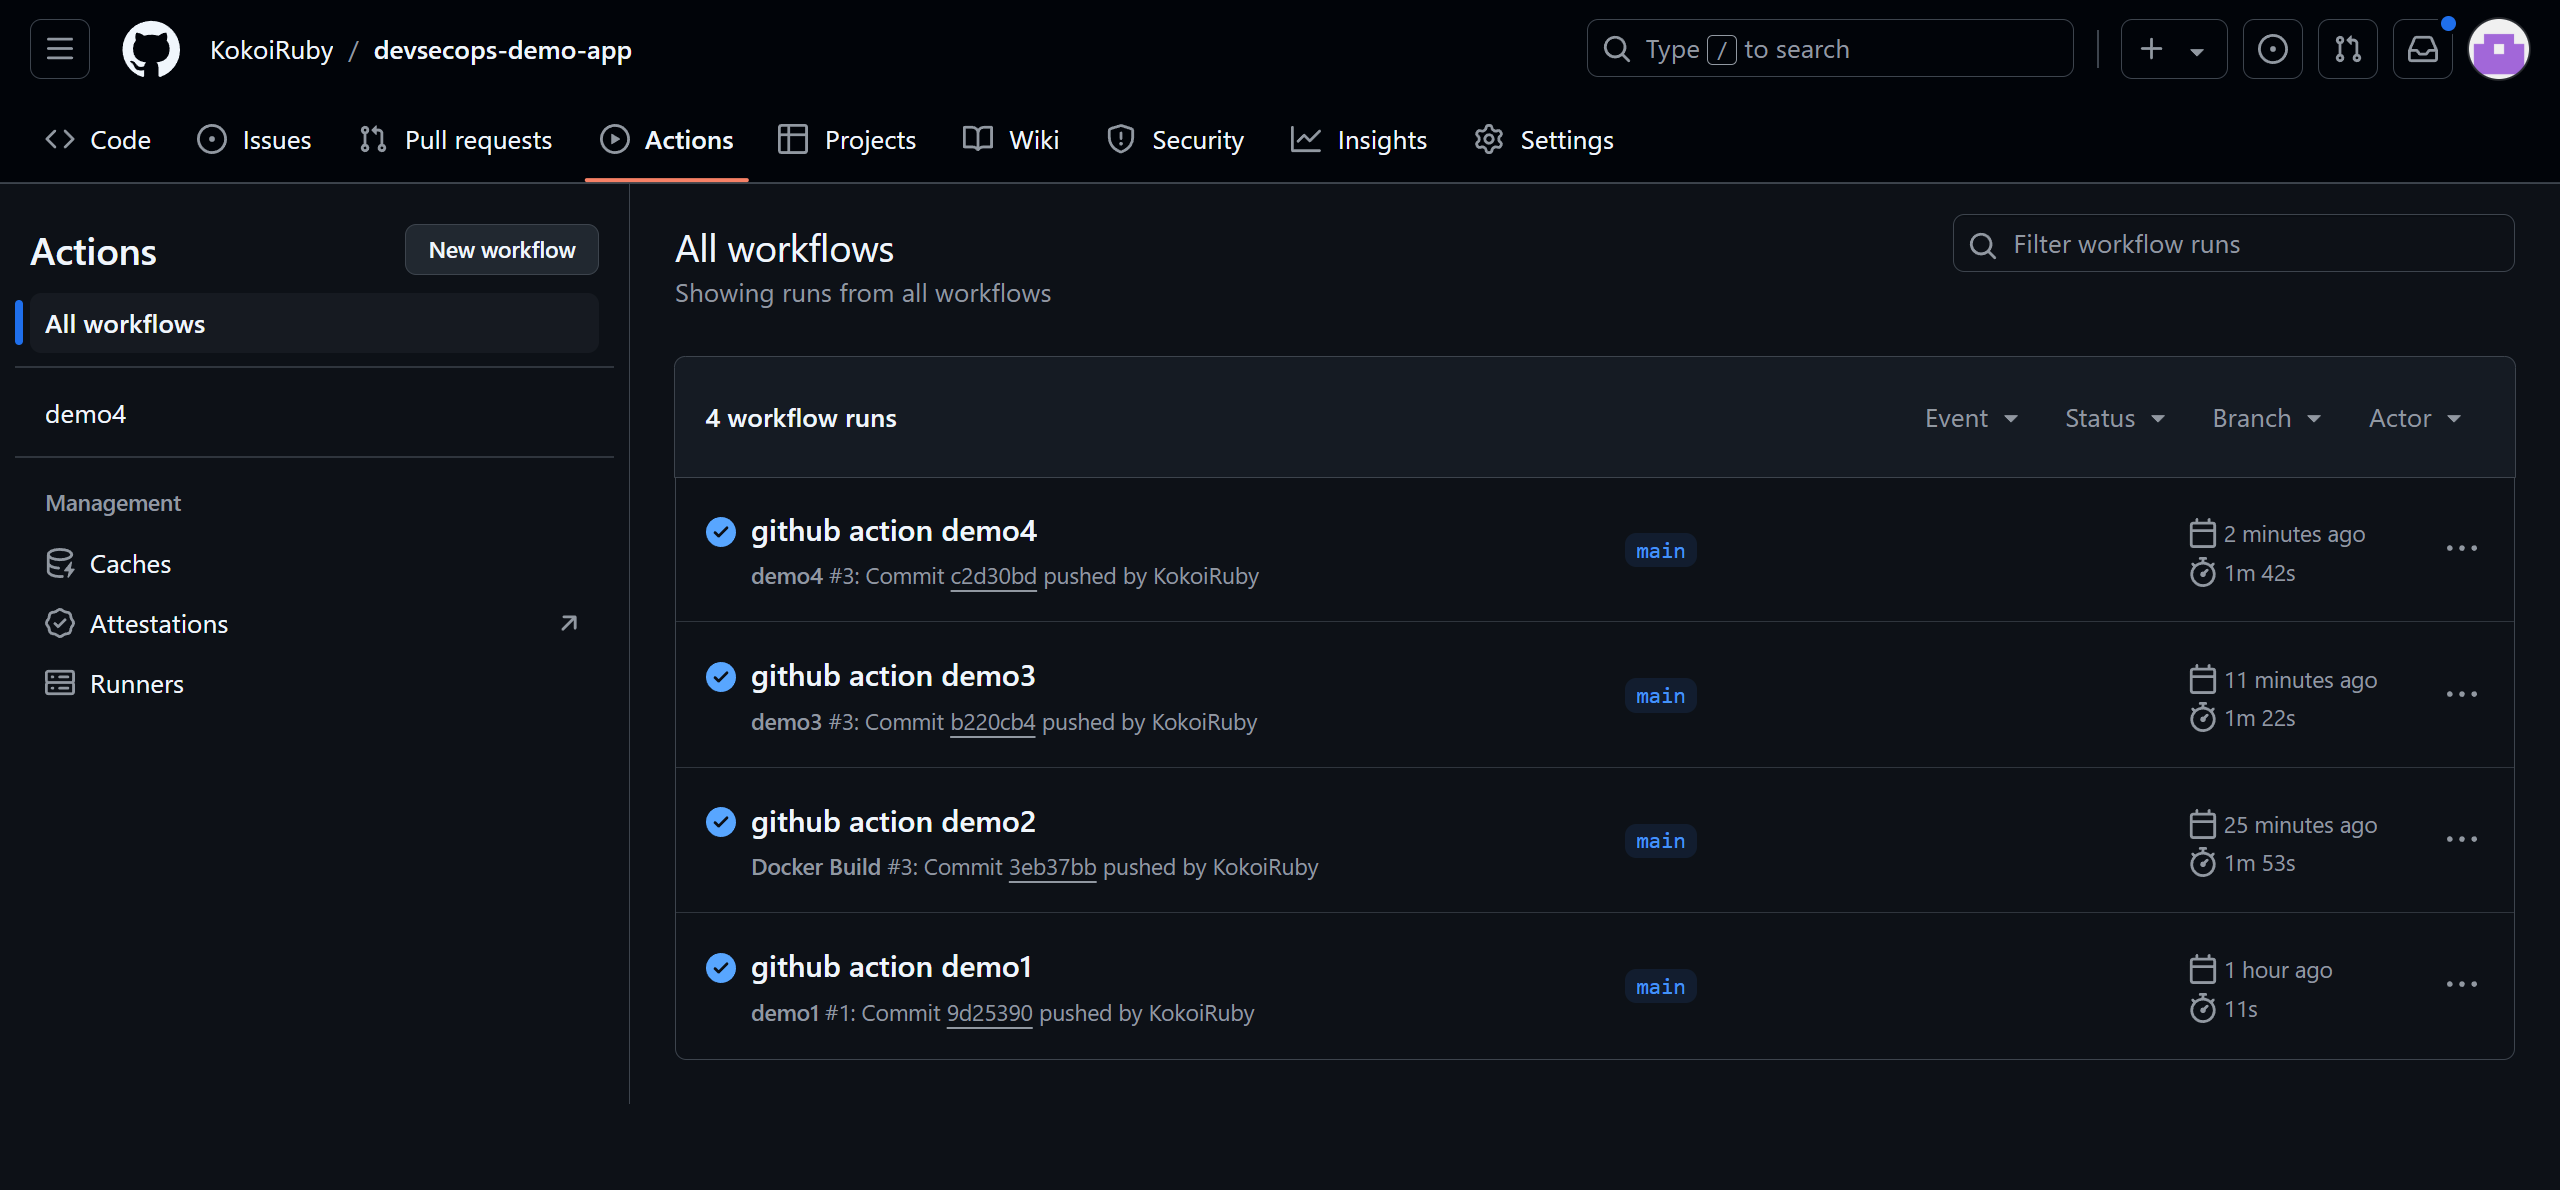 KokoiRuby / devsecops-demo-app
Type / to search
Code Issues Pull requests Actions Projects Wiki Security Insights Settings
Actions
New workflow
All workflows
demo4
Management
Caches
Attestations
Runners
All workflows
Showing runs from all workflows
Filter workflow runs
4 workflow runs
Event Status Branch Actor
github action demo4
demo4 #3: Commit c2d30bd pushed by KokoiRuby
main
2 minutes ago
1m 42s
github action demo3
demo3 #3: Commit b220cb4 pushed by KokoiRuby
main
11 minutes ago
1m 22s
github action demo2
Docker Build #3: Commit 3eb37bb pushed by KokoiRuby
main
25 minutes ago
1m 53s
github action demo1
demo1 #1: Commit 9d25390 pushed by KokoiRuby
main
1 hour ago
11s